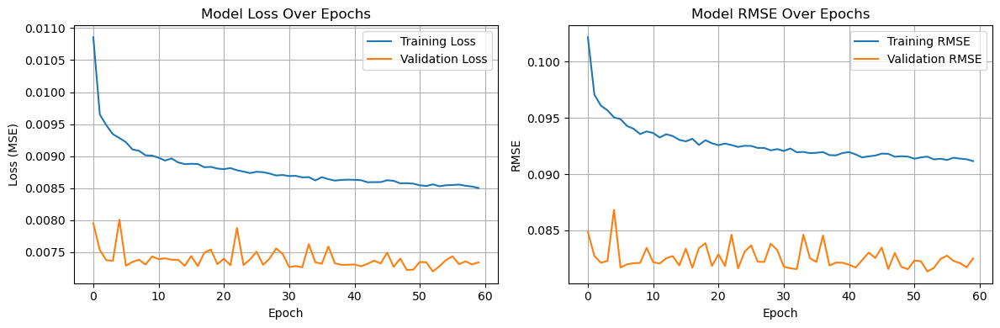 Model Loss Over Epochs
0.0110
0.0105
0.0100
0.0095
0.0090
0.0085
0.0080
0.0075
Loss (MSE)
Training Loss
Validation Loss
0 10 20 30 40 50 60
Epoch
Model RMSE Over Epochs
0.100
0.095
0.090
0.085
RMSE
Training RMSE
Validation RMSE
0 10 20 30 40 50 60
Epoch